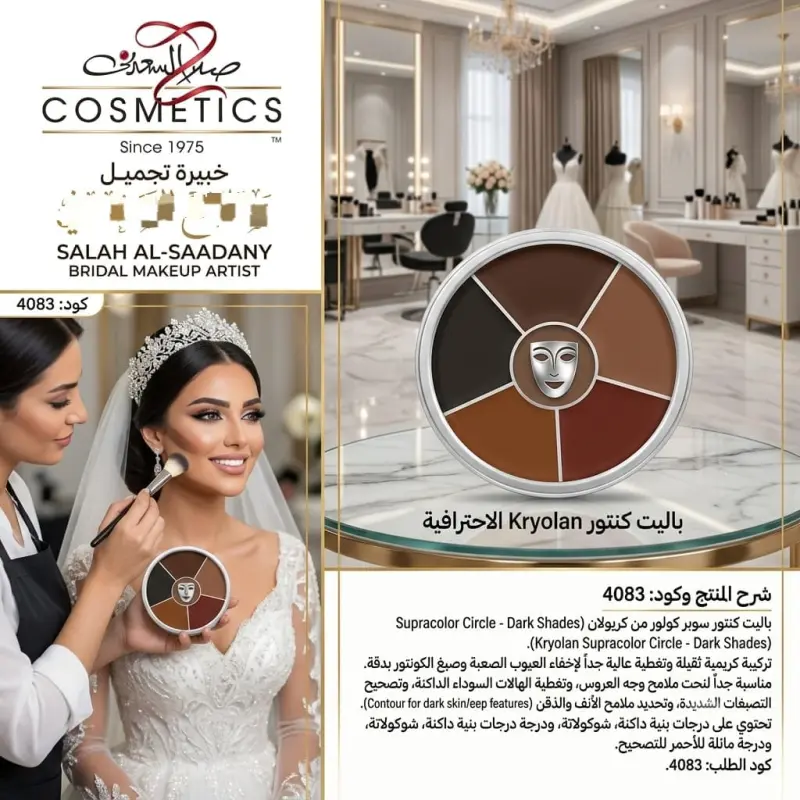 صلاح السعدني
COSMETICS
Since 1975
TM
خبيرة تجميـل
SALAH AL-SAADANY
BRIDAL MAKEUP ARTIST
كود: 4083
باليت كنتور Kryolan الاحترافية
شرح المنتج وكود: 4083
باليت كنتور سوبر كولور من كريولان (Supracolor Circle - Dark Shades
(Kryolan Supracolor Circle - Dark Shades).
تركيبة كريمية ثقيلة وتغطية عالية جداً لإخفاء العيوب الصعبة وصبغ الكونتور بدقة.
مناسبة جداً لنحت ملامح وجه العروس، وتغطية الهالات السوداء الداكنة، وتصحيح
التصبغات الشديدة، وتحديد ملامح الأنف والذقن (Contour for dark skin/eep features).
تحتوي على درجات بنية داكنة، شوكولاتة، ودرجة درجات بنية داكنة، شوكولاتة،
ودرجة مائلة للأحمر للتصحيح.
كود الطلب: 4083.